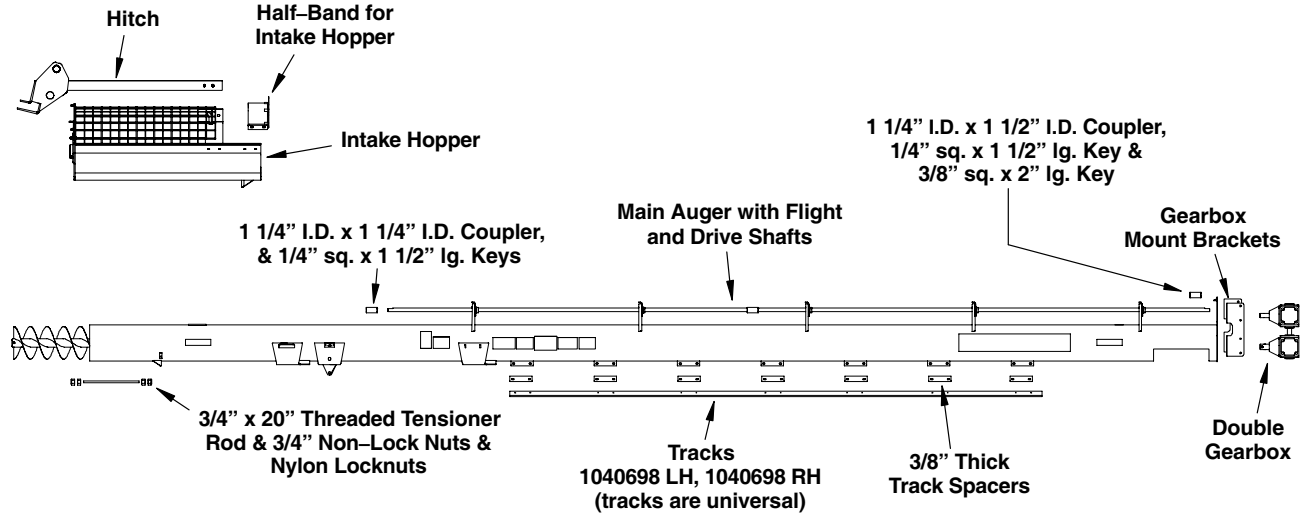 Hitch
Half–Band for
Intake Hopper
Intake Hopper
1 1/4” I.D. x 1 1/2” I.D. Coupler,
1/4” sq. x 1 1/2” lg. Key &
3/8” sq. x 2” lg. Key
Main Auger with Flight
and Drive Shafts
Gearbox
Mount Brackets
1 1/4” I.D. x 1 1/4” I.D. Coupler,
& 1/4” sq. x 1 1/2” lg. Keys
3/4” x 20” Threaded Tensioner
Rod & 3/4” Non–Lock Nuts &
Nylon Locknuts
Tracks
1040698 LH, 1040698 RH
(tracks are universal)
3/8” Thick
Track Spacers
Double
Gearbox